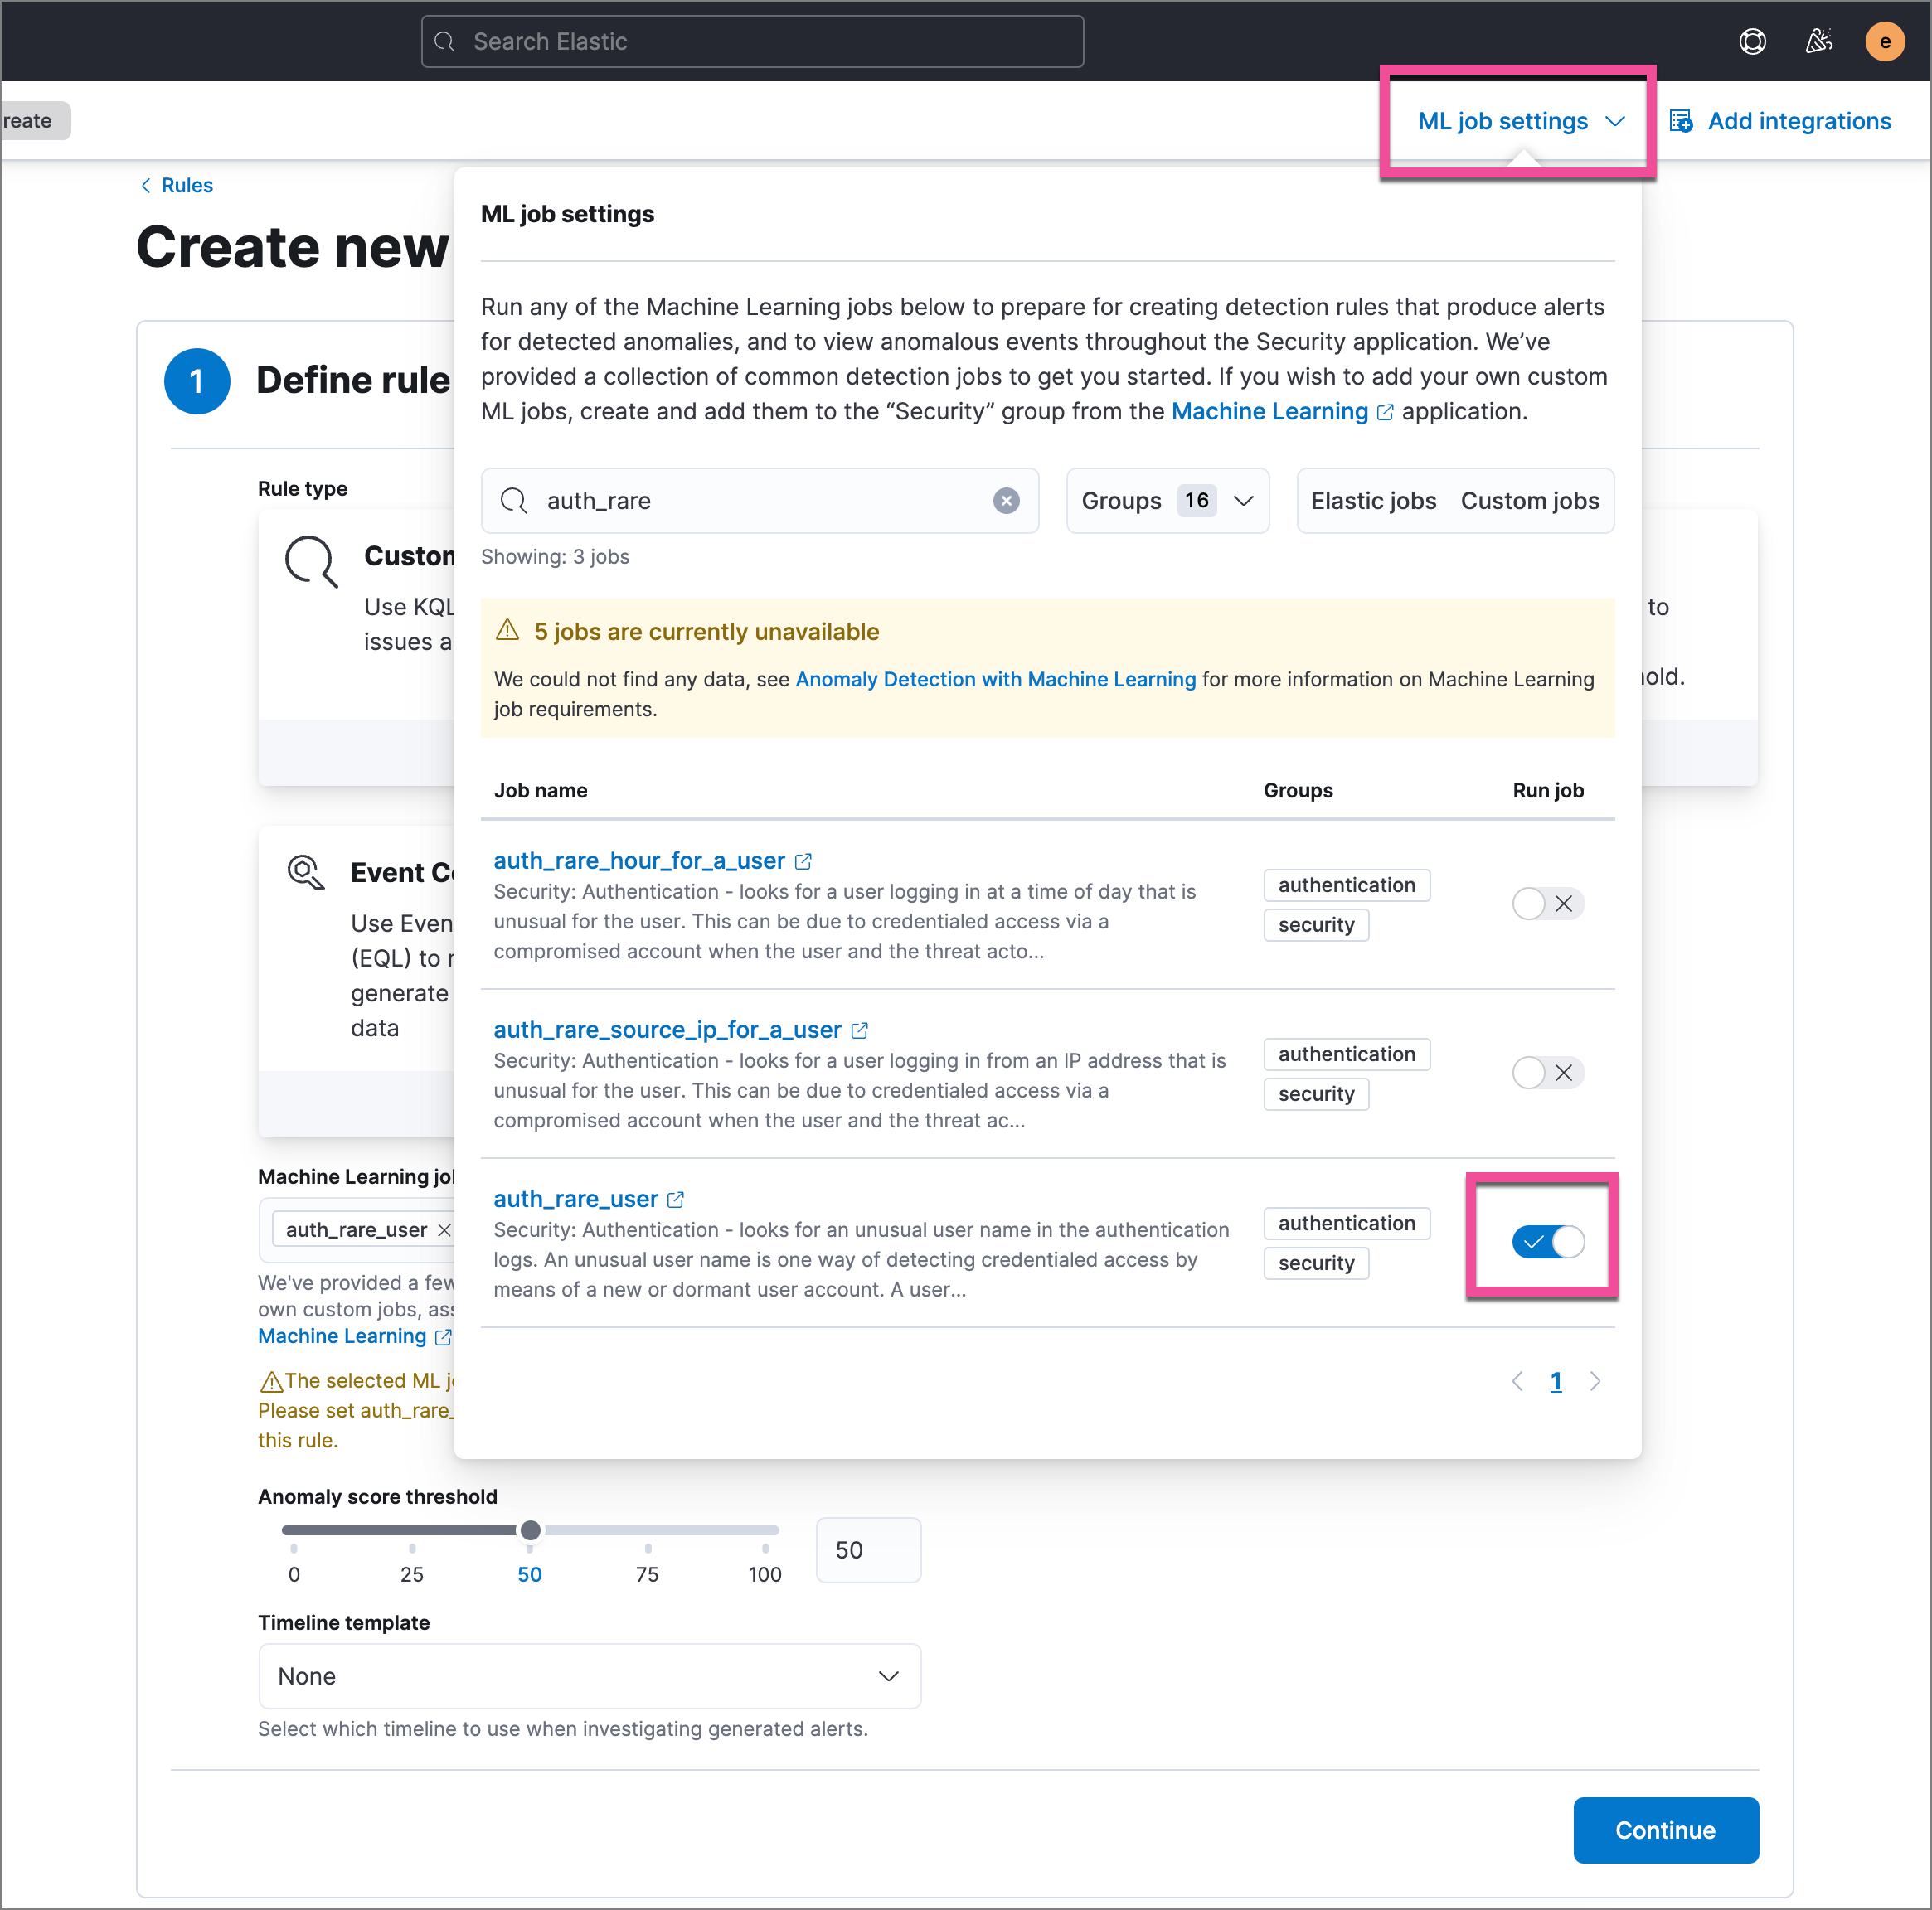 Search Elastic
e
reate
ML job settings
Add integrations
Rules
Create new
ML job settings
Run any of the Machine Learning jobs below to prepare for creating detection rules that produce alerts
for detected anomalies, and to view anomalous events throughout the Security application. We’ve
provided a collection of common detection jobs to get you started. If you wish to add your own custom
ML jobs, create and add them to the “Security” group from the Machine Learning application.
1
Define rule
Rule type
Custom
Use KQL
issues a
to
old.
Event C
Use Even
(EQL) to
generate
data
auth_rare
Groups 16
Elastic jobs Custom jobs
Showing: 3 jobs
5 jobs are currently unavailable
We could not find any data, see Anomaly Detection with Machine Learning for more information on Machine Learning
job requirements.
Job name Groups Run job
auth_rare_hour_for_a_user
Security: Authentication - looks for a user logging in at a time of day that is
unusual for the user. This can be due to credentialed access via a
compromised account when the user and the threat acto...
authentication
security
auth_rare_source_ip_for_a_user
Security: Authentication - looks for a user logging in from an IP address that is
unusual for the user. This can be due to credentialed access via a
compromised account when the user and the threat ac...
authentication
security
auth_rare_user
Security: Authentication - looks for an unusual user name in the authentication
logs. An unusual user name is one way of detecting credentialed access by
means of a new or dormant user account. A user...
authentication
security
1
Machine Learning jo
auth_rare_user
We've provided a few
own custom jobs, ass
Machine Learning
The selected ML j
Please set auth_rare_
this rule.
Anomaly score threshold
0 25 50 75 100
50
Timeline template
None
Select which timeline to use when investigating generated alerts.
Continue